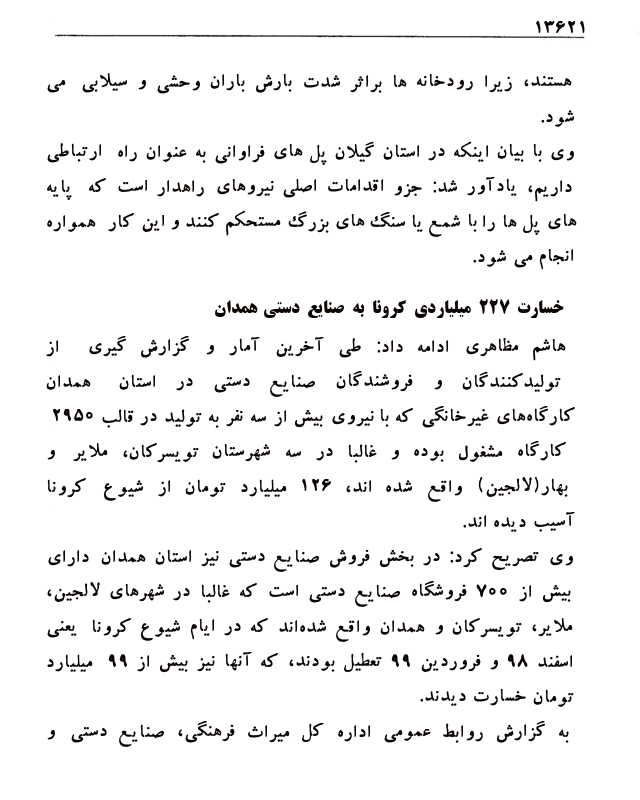 ۱۳۶۲۱
هستند، زیرا رودخانه ها براثر شدت بارش باران وحشی و سیلابی می
شود.
وی با بیان اینکه در استان گیلان پل های فراوانی به عنوان راه ارتباطی
داریم، یادآور شد: جزو اقدامات اصلی نیروهای راهدار است که پایه
های پل ها را با شمع یا سنگ های بزرگ مستحکم کنند و این کار همواره
انجام می شود.
خسارت ۲۲۷ میلیاردی کرونا به صنایع دستی همدان
هاشم مظاهری ادامه داد: طی آخرین آمار و گزارش گیری از
تولیدکنندگان و فروشندگان صنایع دستی در استان همدان
کارگاه‌های غیرخانگی که با نیروی بیش از سه نفر به تولید در قالب ۲۹۵۰
کارگاه مشغول بوده و غالبا در سه شهرستان تویسرکان، ملایر و
بهار(لالجین) واقع شده اند، ۱۲۶ میلیارد تومان از شیوع کرونا
آسیب دیده اند.
وی تصریح کرد: در بخش فروش صنایع دستی نیز استان همدان دارای
بیش از ۷۰۰ فروشگاه صنایع دستی است که غالبا در شهرهای لالجین،
ملایر، تویسرکان و همدان واقع شده‌اند که در ایام شیوع کرونا یعنی
اسفند ۹۸ و فروردین ۹۹ تعطیل بودند، که آنها نیز بیش از ۹۹ میلیارد
تومان خسارت دیدند.
به گزارش روابط عمومی اداره کل میراث فرهنگی، صنایع دستی و